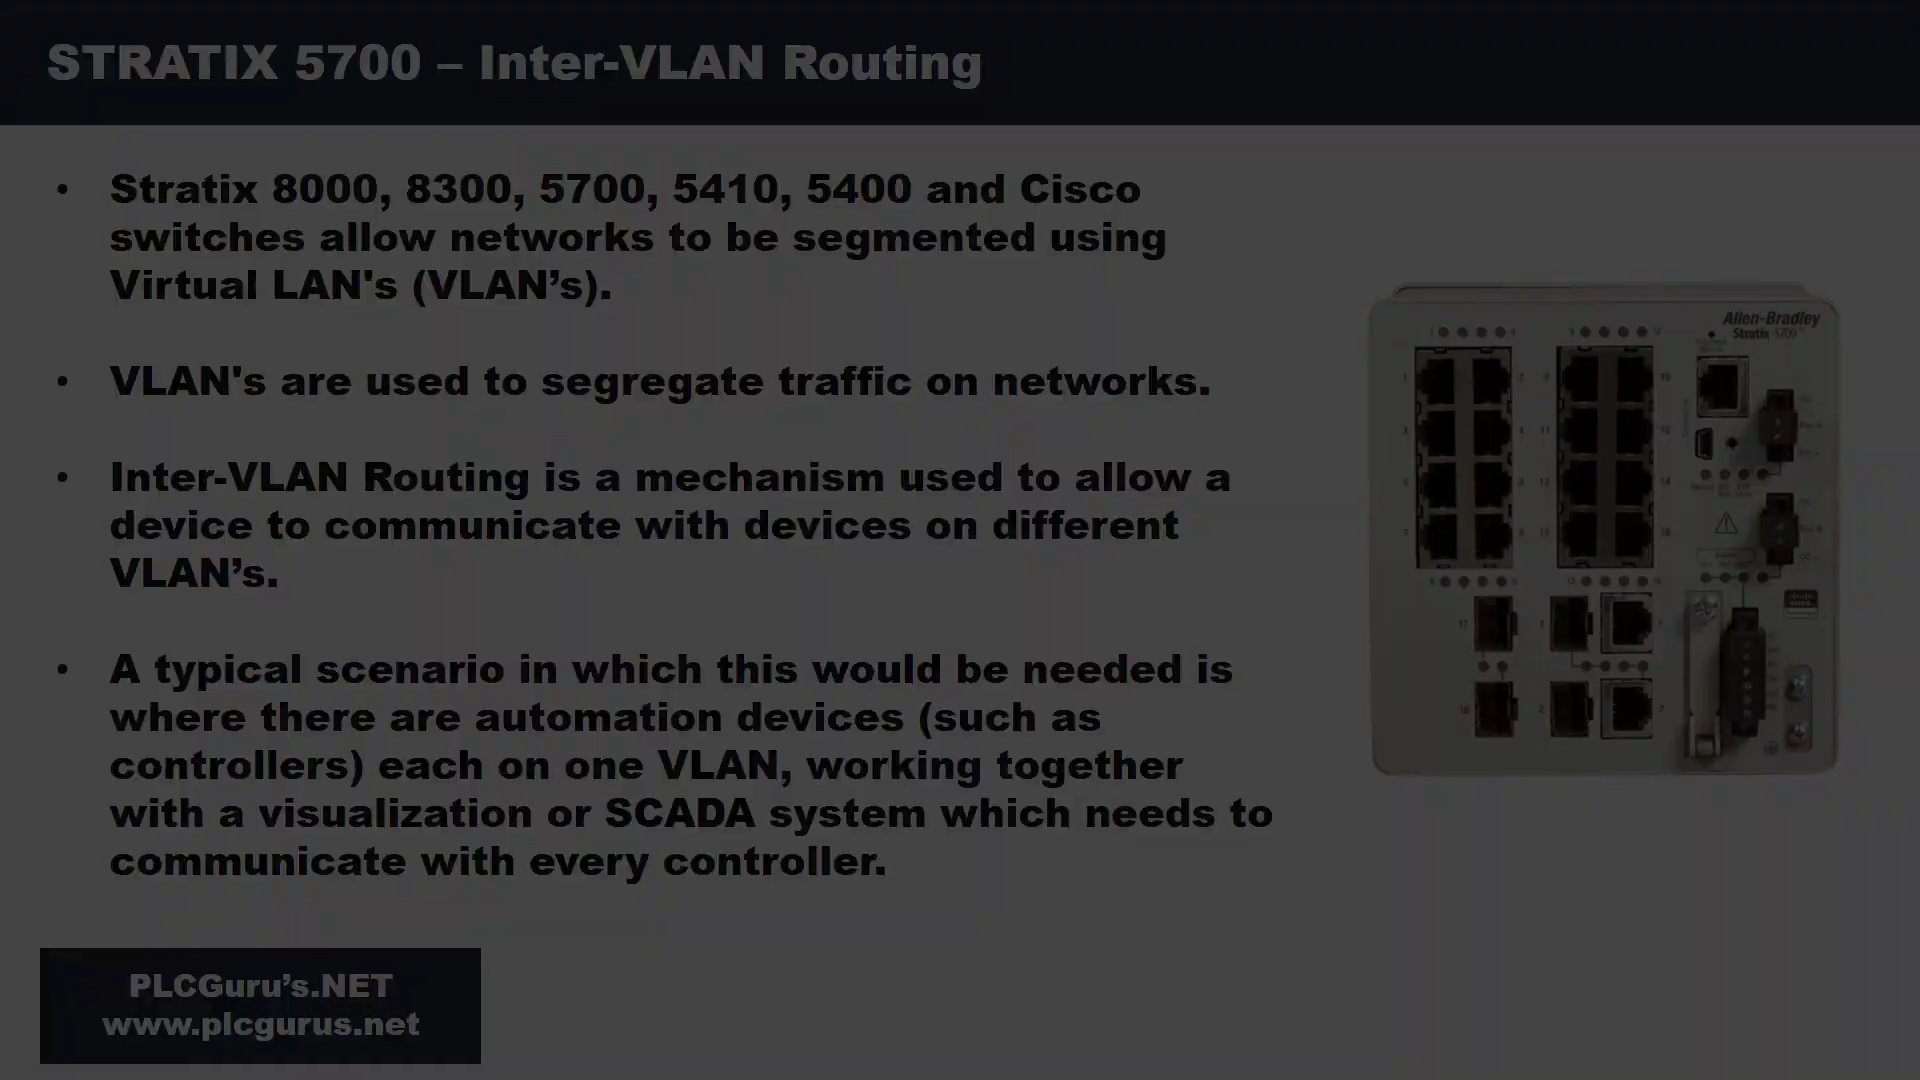 STRATIX 5700 – Inter-VLAN Routing
• Stratix 8000, 8300, 5700, 5410, 5400 and Cisco
switches allow networks to be segmented using
Virtual LAN's (VLAN’s).
• VLAN's are used to segregate traffic on networks.
• Inter-VLAN Routing is a mechanism used to allow a
device to communicate with devices on different
VLAN’s.
• A typical scenario in which this would be needed is
where there are automation devices (such as
controllers) each on one VLAN, working together
with a visualization or SCADA system which needs to
communicate with every controller.
Allen-Bradley
Stratix 5700
PLCGuru’s.NET
www.plcgurus.net